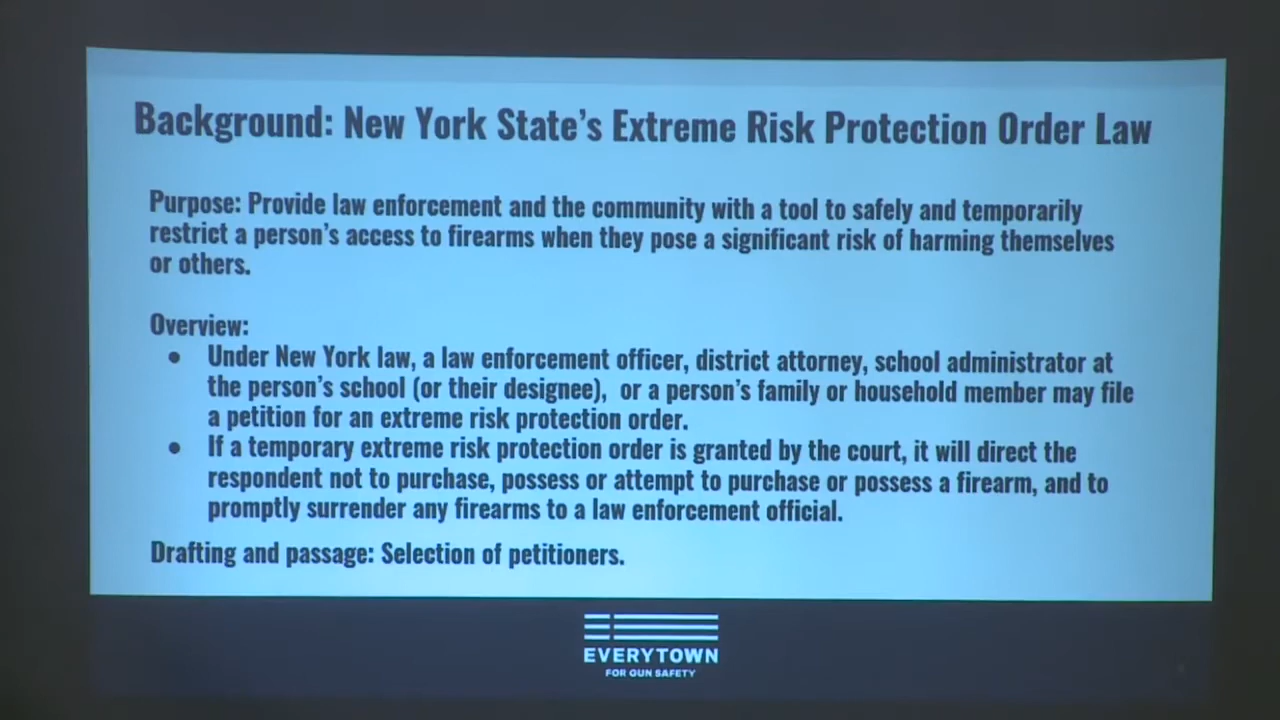 Background: New York State's Extreme Risk Protection Order Law
Purpose: Provide law enforcement and the community with a tool to safely and temporarily
restrict a person's access to firearms when they pose a significant risk of harming themselves
or others.
Overview:
● Under New York law, a law enforcement officer, district attorney, school administrator at
the person's school (or their designee), or a person's family or household member may file
a petition for an extreme risk protection order.
● If a temporary extreme risk protection order is granted by the court, it will direct the
respondent not to purchase, possess or attempt to purchase or possess a firearm, and to
promptly surrender any firearms to a law enforcement official.
Drafting and passage: Selection of petitioners.
EVERYTOWN
FOR GUN SAFETY